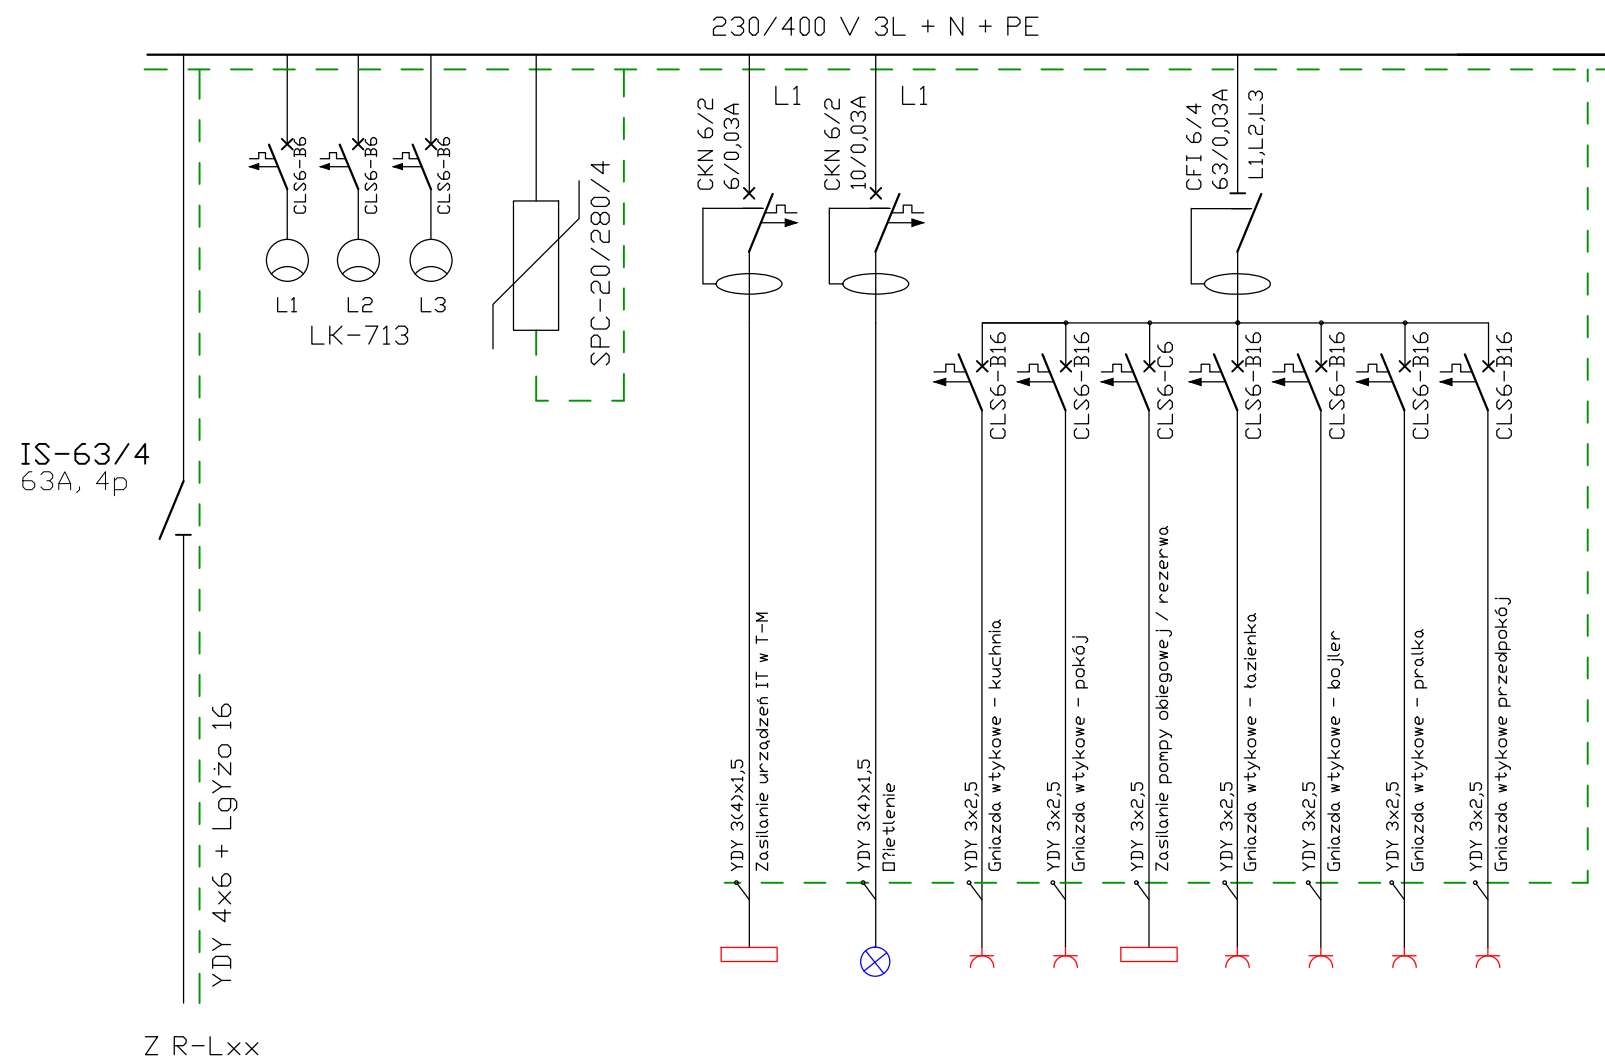 230/400 V 3L + N + PE
L1
L1
CKN 6/2
6/0,03A
CKN 6/2
10/0,03A
CFI 6/4
63/0,03A
L1,L2,L3
CLS6-B6
CLS6-B6
CLS6-B6
SPC-20/280/4
L1
L2
L3
LK-713
CLS6-B16
CLS6-B16
CLS6-C6
CLS6-B16
CLS6-B16
CLS6-B16
CLS6-B16
IS-63/4
63A, 4p
YDY 4x6 + LgYżo 16
YDY 3(4)x1,5
Zasilanie urządzeń IT w T-M
YDY 3(4)x1,5
□?ietlenie
YDY 3x2,5
Gniazda wtykowe - kuchnia
YDY 3x2,5
Gniazda wtykowe - pokój
YDY 3x2,5
Zasilanie pompy obiegowej / rezerwa
YDY 3x2,5
Gniazda wtykowe - łazienka
YDY 3x2,5
Gniazda wtykowe - bojler
YDY 3x2,5
Gniazda wtykowe - pralka
YDY 3x2,5
Gniazda wtykowe przedpokój
Z R-Lxx